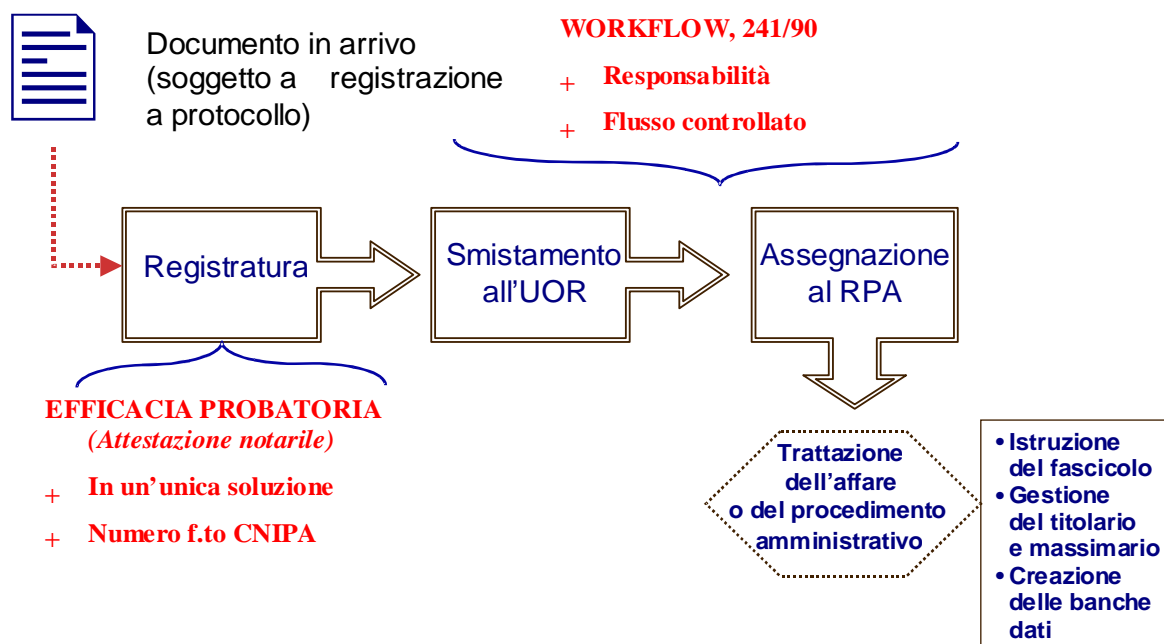 Documento in arrivo
(soggetto a registrazione
a protocollo)
WORKFLOW, 241/90
+ Responsabilità
+ Flusso controllato
Registratura
Smistamento
all'UOR
Assegnazione
al RPA
EFFICACIA PROBATORIA
(Attestazione notarile)
+ In un'unica soluzione
+ Numero f.to CNIPA
Trattazione
dell'affare
o del procedimento
amministrativo
• Istruzione
del fascicolo
• Gestione
del titolario
e massimario
• Creazione
delle banche
dati